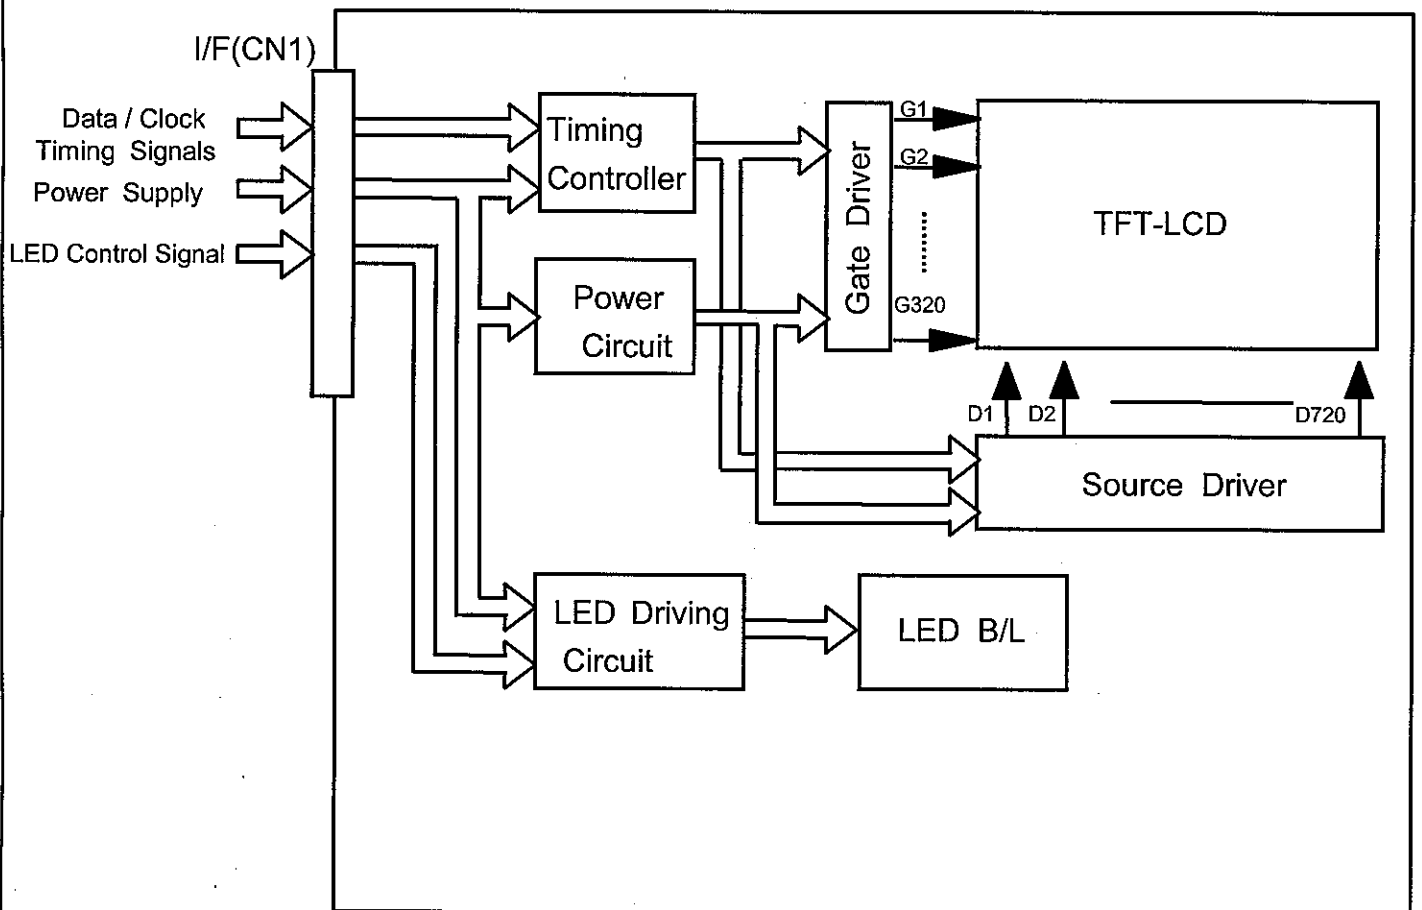 I/F(CN1)
Data / Clock
Timing Signals
Power Supply
LED Control Signal
Timing
Controller
Power
Circuit
Gate Driver
G1
G2
G320
TFT-LCD
D1
D2
D720
Source Driver
LED Driving
Circuit
LED B/L